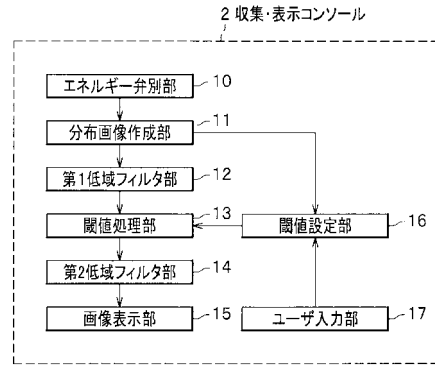 2 収集・表示コンソール
エネルギー弁別部 10
分布画像作成部 11
第1低域フィルタ部 12
閾値処理部 13
閾値設定部 16
第2低域フィルタ部 14
画像表示部 15
ユーザ入力部 17